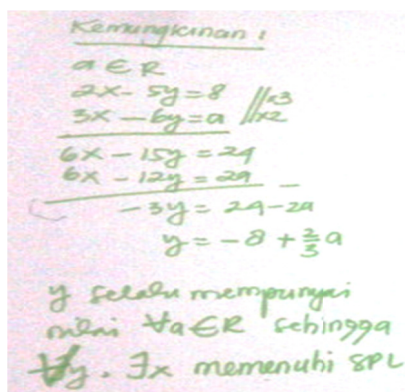 Kemungkinan :
a ∈ R
2x - 5y = 8 //x3
3x - 6y = a //x2
6x - 15y = 24
6x - 12y = 2a -
-3y = 24 - 2a
y = -8 + 2/3 a
y selalu mempunyai
nilai ∀a ∈ R sehingga
∀y. ∃x memenuhi SPL